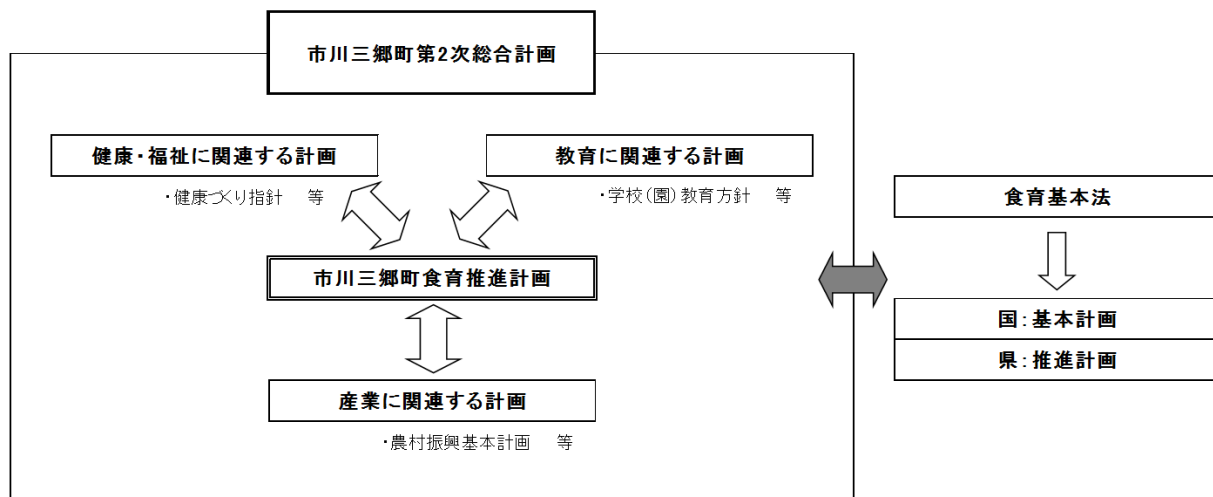 市川三郷町第2次総合計画
健康・福祉に関連する計画
・健康づくり指針　等
教育に関連する計画
・学校(園)教育方針　等
市川三郷町食育推進計画
産業に関連する計画
・農村振興基本計画　等
食育基本法
国：基本計画
県：推進計画